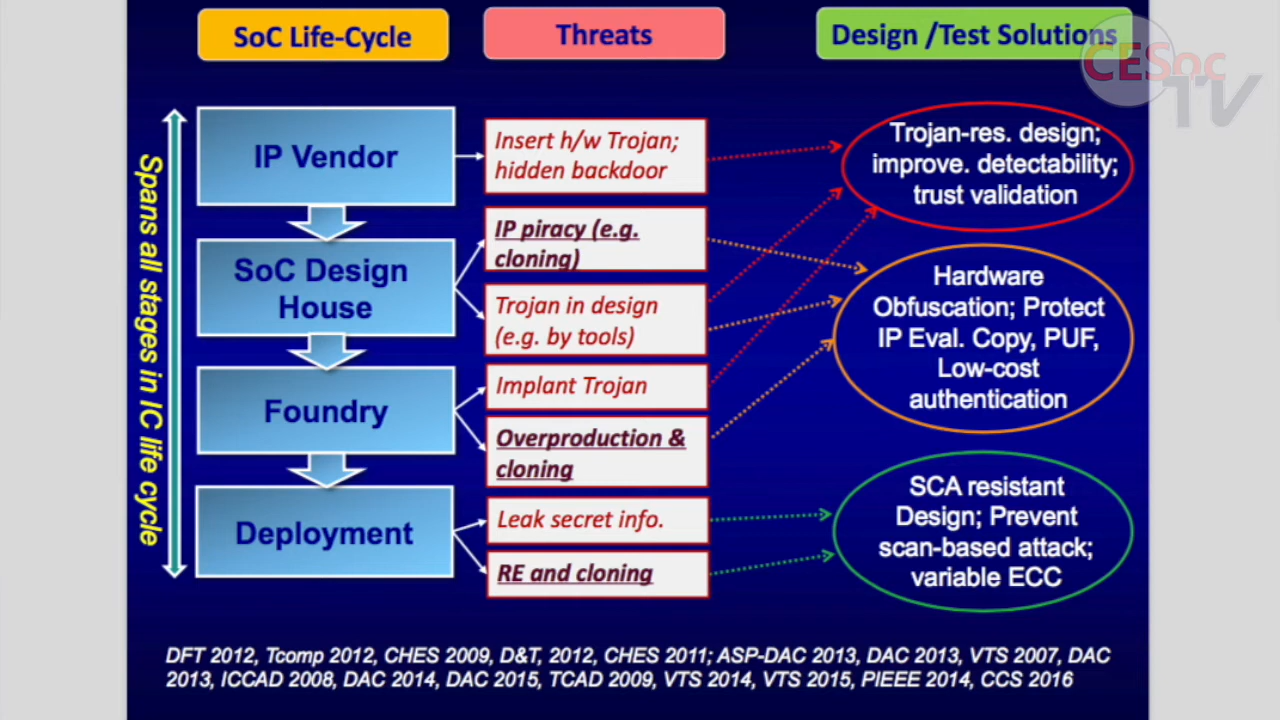 SoC Life-Cycle
Threats
Design /Test Solutions
CESoc
TV
Spans all stages in IC life cycle
IP Vendor
SoC Design
House
Foundry
Deployment
Insert h/w Trojan;
hidden backdoor
IP piracy (e.g.
cloning)
Trojan in design
(e.g. by tools)
Implant Trojan
Overproduction &
cloning
Leak secret info.
RE and cloning
Trojan-res. design;
improve. detectability;
trust validation
Hardware
Obfuscation; Protect
IP Eval. Copy, PUF,
Low-cost
authentication
SCA resistant
Design; Prevent
scan-based attack;
variable ECC
DFT 2012, Tcomp 2012, CHES 2009, D&T, 2012, CHES 2011; ASP-DAC 2013, DAC 2013, VTS 2007, DAC
2013, ICCAD 2008, DAC 2014, DAC 2015, TCAD 2009, VTS 2014, VTS 2015, PIEEE 2014, CCS 2016